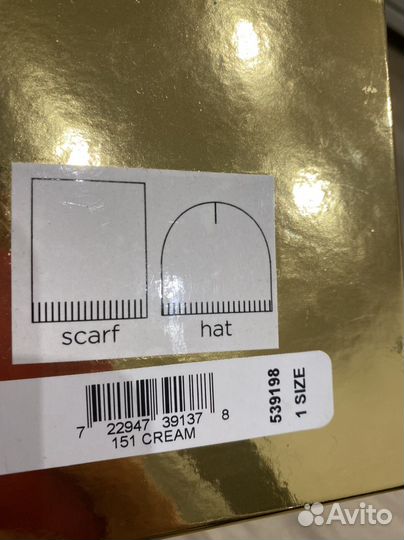 scarf hat
7 22947 39137 8
151 CREAM
539198
1 SIZE
Avito